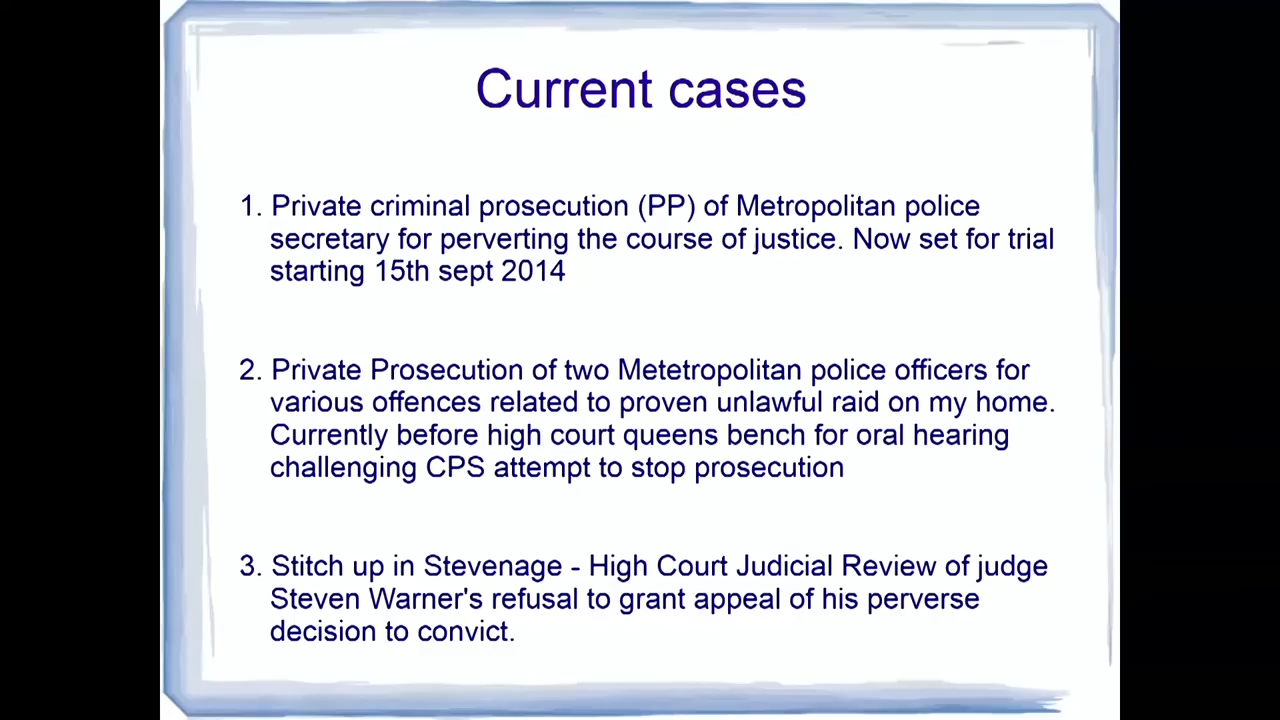 Current cases
1. Private criminal prosecution (PP) of Metropolitan police
secretary for perverting the course of justice. Now set for trial
starting 15th sept 2014
2. Private Prosecution of two Metetropolitan police officers for
various offences related to proven unlawful raid on my home.
Currently before high court queens bench for oral hearing
challenging CPS attempt to stop prosecution
3. Stitch up in Stevenage - High Court Judicial Review of judge
Steven Warner's refusal to grant appeal of his perverse
decision to convict.